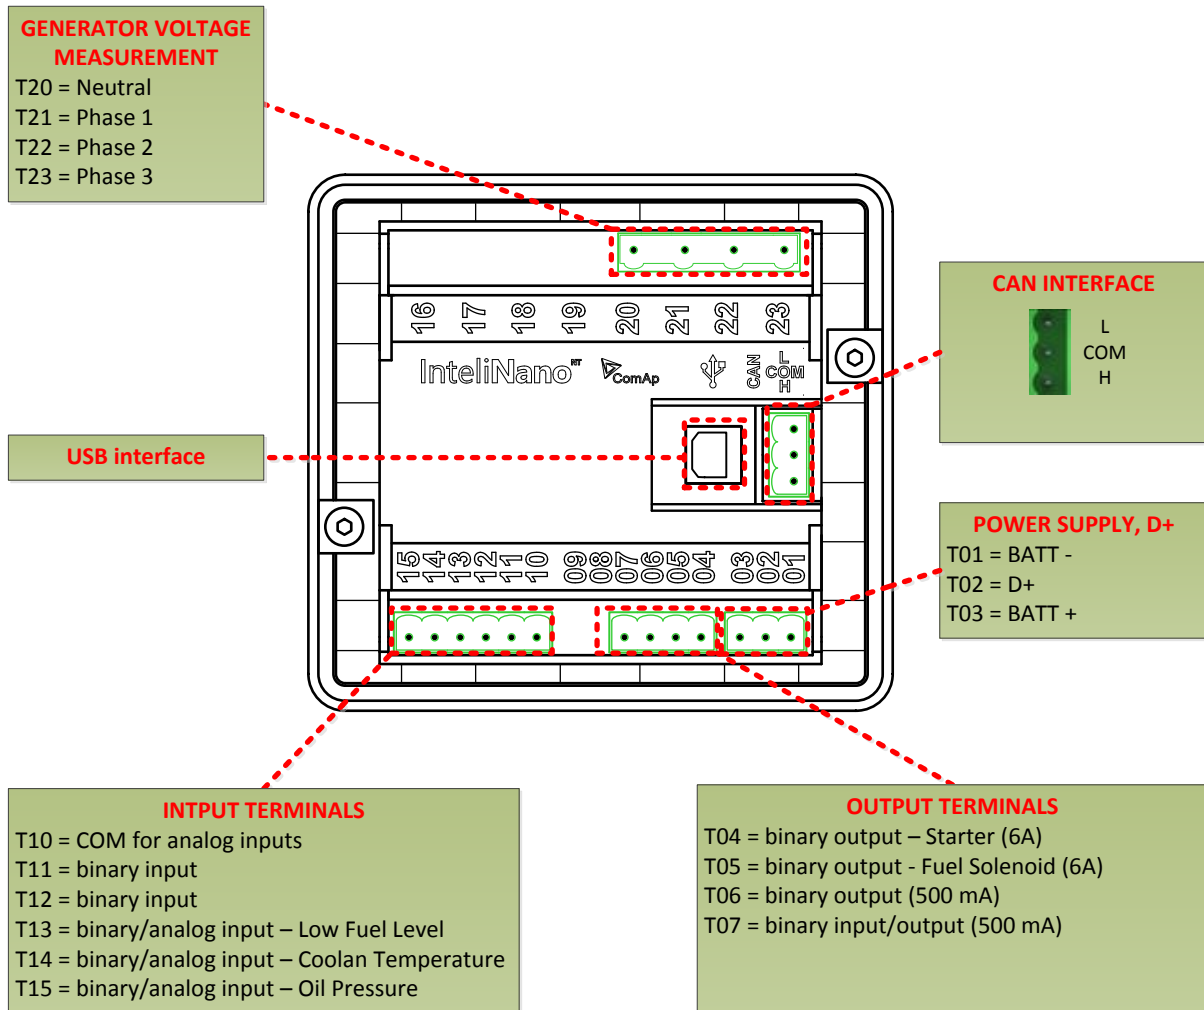 GENERATOR VOLTAGE
MEASUREMENT
T20 = Neutral
T21 = Phase 1
T22 = Phase 2
T23 = Phase 3
16 17 18 19 20 21 22 23
InteliNano NT ComAp CAN L COM H
CAN INTERFACE
L
COM
H
USB interface
15 14 13 12 11 10 09 08 07 06 05 04 03 02 01
POWER SUPPLY, D+
T01 = BATT -
T02 = D+
T03 = BATT +
INTPUT TERMINALS
T10 = COM for analog inputs
T11 = binary input
T12 = binary input
T13 = binary/analog input – Low Fuel Level
T14 = binary/analog input – Coolan Temperature
T15 = binary/analog input – Oil Pressure
OUTPUT TERMINALS
T04 = binary output – Starter (6A)
T05 = binary output - Fuel Solenoid (6A)
T06 = binary output (500 mA)
T07 = binary input/output (500 mA)